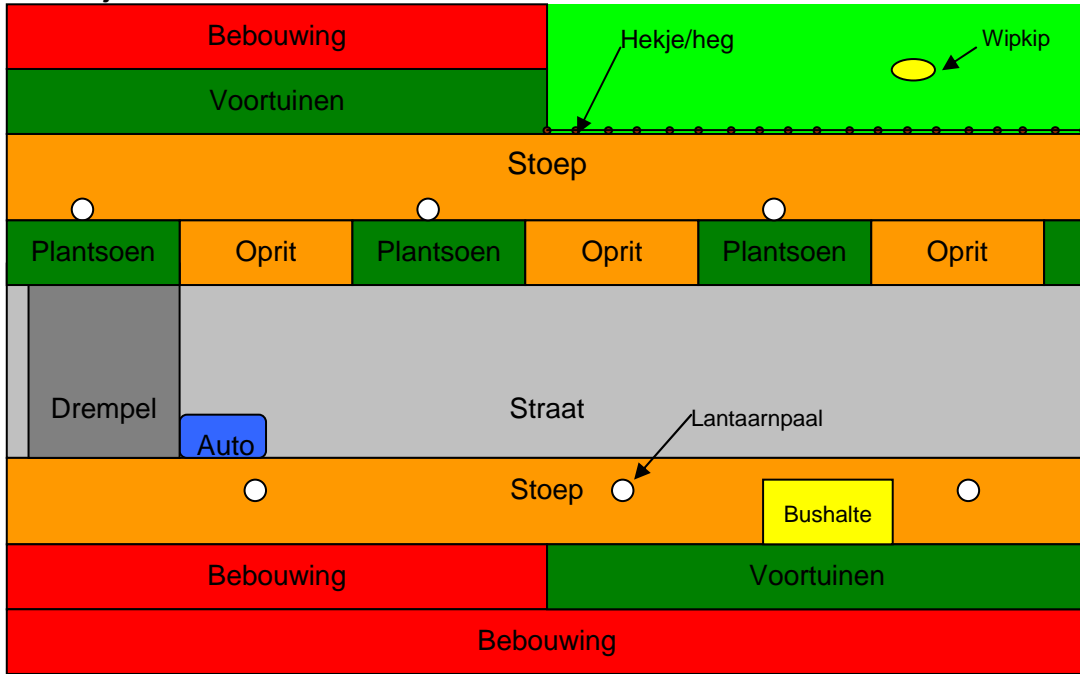 Bebouwing
Hekje/heg
Wipkip
Voortuinen
Stoep
Plantsoen
Oprit
Plantsoen
Oprit
Plantsoen
Oprit
Drempel
Straat
Auto
Lantaarnpaal
Stoep
Bushalte
Bebouwing
Voortuinen
Bebouwing